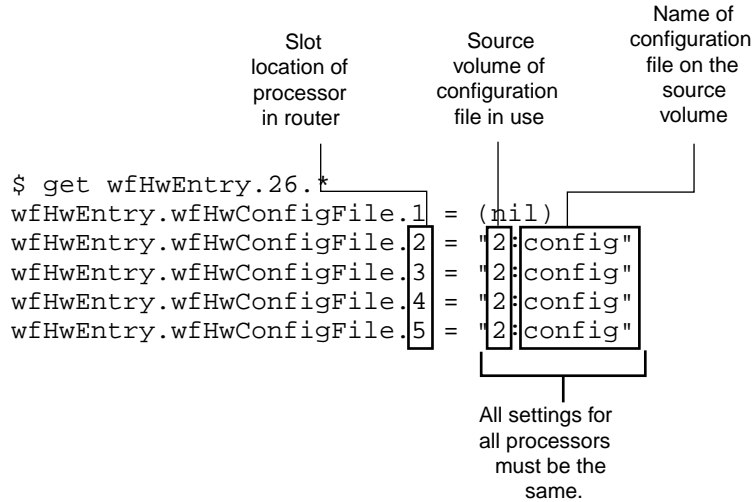 Slot
location of
processor
in router
Source
volume of
configuration
file in use
Name of
configuration
file on the
source
volume
$ get wfHwEntry.26.*
wfHwEntry.wfHwConfigFile.1 = (nil)
wfHwEntry.wfHwConfigFile.2 = "2:config"
wfHwEntry.wfHwConfigFile.3 = "2:config"
wfHwEntry.wfHwConfigFile.4 = "2:config"
wfHwEntry.wfHwConfigFile.5 = "2:config"
All settings for
all processors
must be the
same.